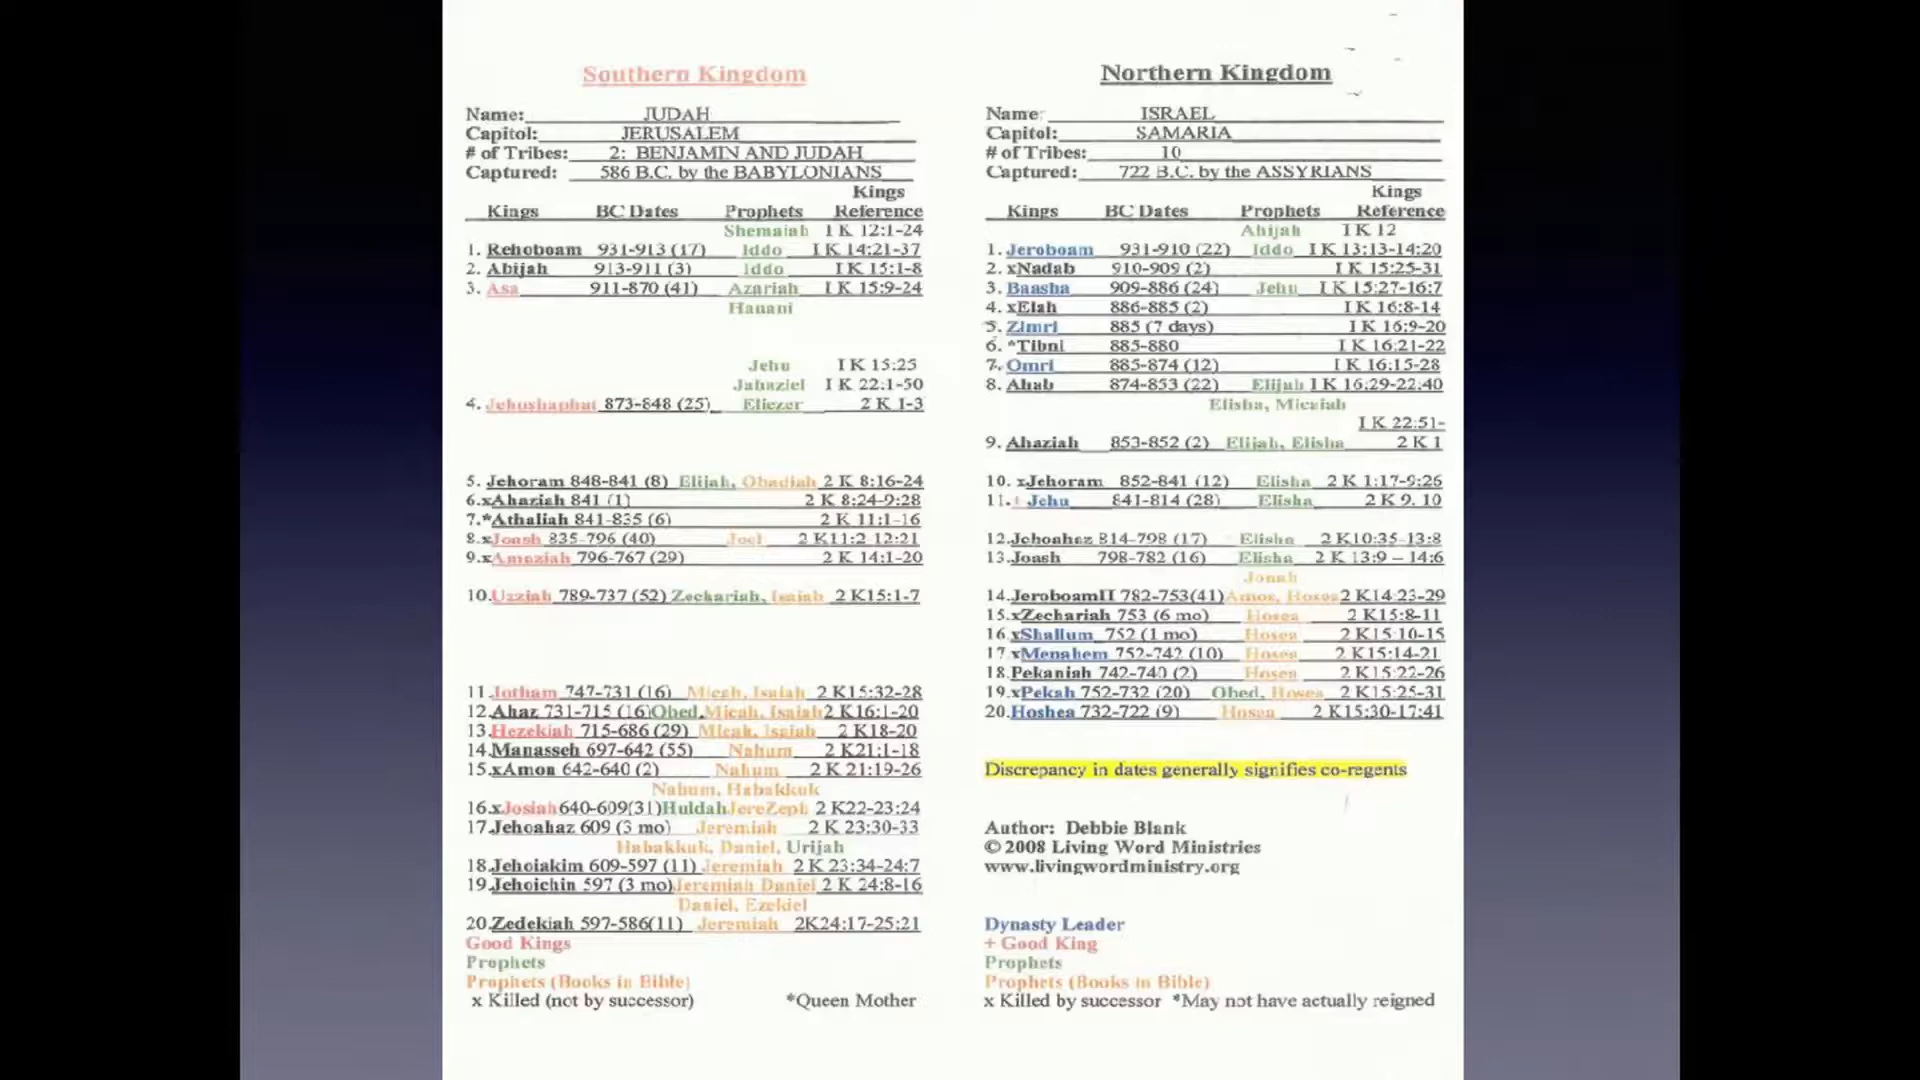 Southern Kingdom
Name: JUDAH
Capitol: JERUSALEM
# of Tribes: 2: BENJAMIN AND JUDAH
Captured: 586 B.C. by the BABYLONIANS
Kings
Kings BC Dates Prophets Reference
Shemaiah I K 12:1-24
1. Rehoboam 931-913 (17) Iddo I K 14:21-37
2. Abijah 913-911 (3) Iddo I K 15:1-8
3. Asa 911-870 (41) Azariah I K 15:9-24
Hanani
Jehu I K 15:25
Jahaziel I K 22:1-50
4. Jehoshaphat 873-848 (25) Eliezer 2 K 1-3
5. Jehoram 848-841 (8) Elijah, Obadiah 2 K 8:16-24
6.xAhaziah 841 (1) 2 K 8:24-9:28
7.*Athaliah 841-835 (6) 2 K 11:1-16
8.xJoash 835-796 (40) Joel 2 K11:2-12:21
9.xAmaziah 796-767 (29) 2 K 14:1-20
10.Uzziah 789-737 (52) Zechariah, Isaiah 2 K15:1-7
11.Jotham 747-731 (16) Micah, Isaiah 2 K15:32-28
12.Ahaz 731-715 (16)Obed,Micah, Isaiah2 K16:1-20
13.Hezekiah 715-686 (29) Micah, Isaiah 2 K18-20
14.Manasseh 697-642 (55) Nahum 2 K21:1-18
15.xAmon 642-640 (2) Nahum 2 K 21:19-26
Nahum, Habakkuk
16.xJosiah640-609(31)HuldahJereZeph 2 K22-23:24
17.Jehoahaz 609 (3 mo) Jeremiah 2 K 23:30-33
Habakkuk, Daniel, Urijah
18.Jehoiakim 609-597 (11) Jeremiah 2 K 23:34-24:7
19.Jehoichin 597 (3 mo)Jeremiah Daniel 2 K 24:8-16
Daniel, Ezekiel
20.Zedekiah 597-586(11) Jeremiah 2K24:17-25:21
Good Kings
Prophets
Prophets (Books in Bible)
x Killed (not by successor) *Queen Mother
Northern Kingdom
Name: ISRAEL
Capitol: SAMARIA
# of Tribes: 10
Captured: 722 B.C. by the ASSYRIANS
Kings
Kings BC Dates Prophets Reference
Ahijah I K 12
1. Jeroboam 931-910 (22) Iddo I K 13:13-14:20
2. xNadab 910-909 (2) I K 15:25-31
3. Baasha 909-886 (24) Jehu I K 15:27-16:7
4. xElah 886-885 (2) I K 16:8-14
5. Zimri 885 (7 days) I K 16:9-20
6. *Tibni 885-880 I K 16:21-22
7. Omri 885-874 (12) I K 16:15-28
8. Ahab 874-853 (22) Elijah I K 16:29-22:40
Elisha, Micaiah
I K 22:51-
9. Ahaziah 853-852 (2) Elijah, Elisha 2 K 1
10. xJehoram 852-841 (12) Elisha 2 K 1:17-9:26
11.+ Jehu 841-814 (28) Elisha 2 K 9, 10
12.Jehoahaz 814-798 (17) Elisha 2 K10:35-13:8
13.Joash 798-782 (16) Elisha 2 K 13:9 – 14:6
Jonah
14.JeroboamII 782-753(41)Amos, Hosea2 K14:23-29
15.xZechariah 753 (6 mo) Hosea 2 K15:8-11
16.xShallum 752 (1 mo) Hosea 2 K15:10-15
17.xMenahem 752-742 (10) Hosea 2 K15:14-21
18.Pekaniah 742-740 (2) Hosea 2 K15:22-26
19.xPekah 752-732 (20) Obed, Hosea 2 K15:25-31
20.Hoshea 732-722 (9) Hosea 2 K15:30-17:41
Discrepancy in dates generally signifies co-regents
Author: Debbie Blank
© 2008 Living Word Ministries
www.livingwordministry.org
Dynasty Leader
+ Good King
Prophets
Prophets (Books in Bible)
x Killed by successor *May not have actually reigned